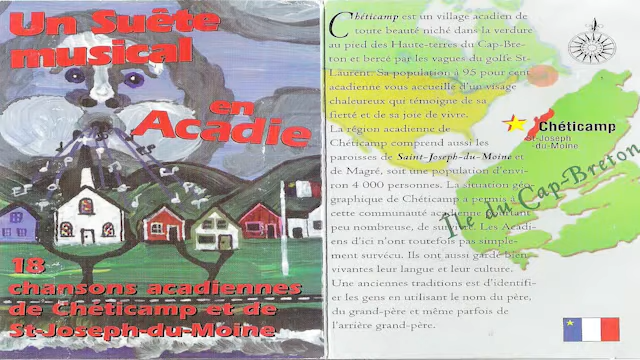 Un Suête
musical
en
Acadie
18
chansons acadiennes
de Chéticamp et de
St-Joseph-du-Moine
Chéticamp est un village acadien de
toute beauté niché dans la verdure
au pied des Haute-terres du Cap-Bre-
ton et bercé par les vagues du golfe St-
Laurent Sa population à 95 pour cent
acadienne vous accueille d'un visage
chaleureux qui témoigne de sa
fierté et de sa joie de vivre.
La région acadienne de
Chéticamp comprend aussi les
paroisses de Saint-Joseph-du-Moine et
de Magré, soit une population d'envi-
ron 4 000 personnes. La situation géo-
graphique de Chéticamp a permis à
cette communauté acadienne pourtant
peu nombreuse, de survivre. Les Acadi-
ens d'ici n'ont toutefois pas simple-
ment survécu. Ils ont aussi gardé bien
vivantes leur langue et leur culture.
Une anciennes traditions est d'identifi-
er les gens en utilisant le nom du père,
du grand-père et même parfois de
l'arrière grand-père.
Chéticamp
St-Joseph
-du-Moine
Ile du Cap-Breton